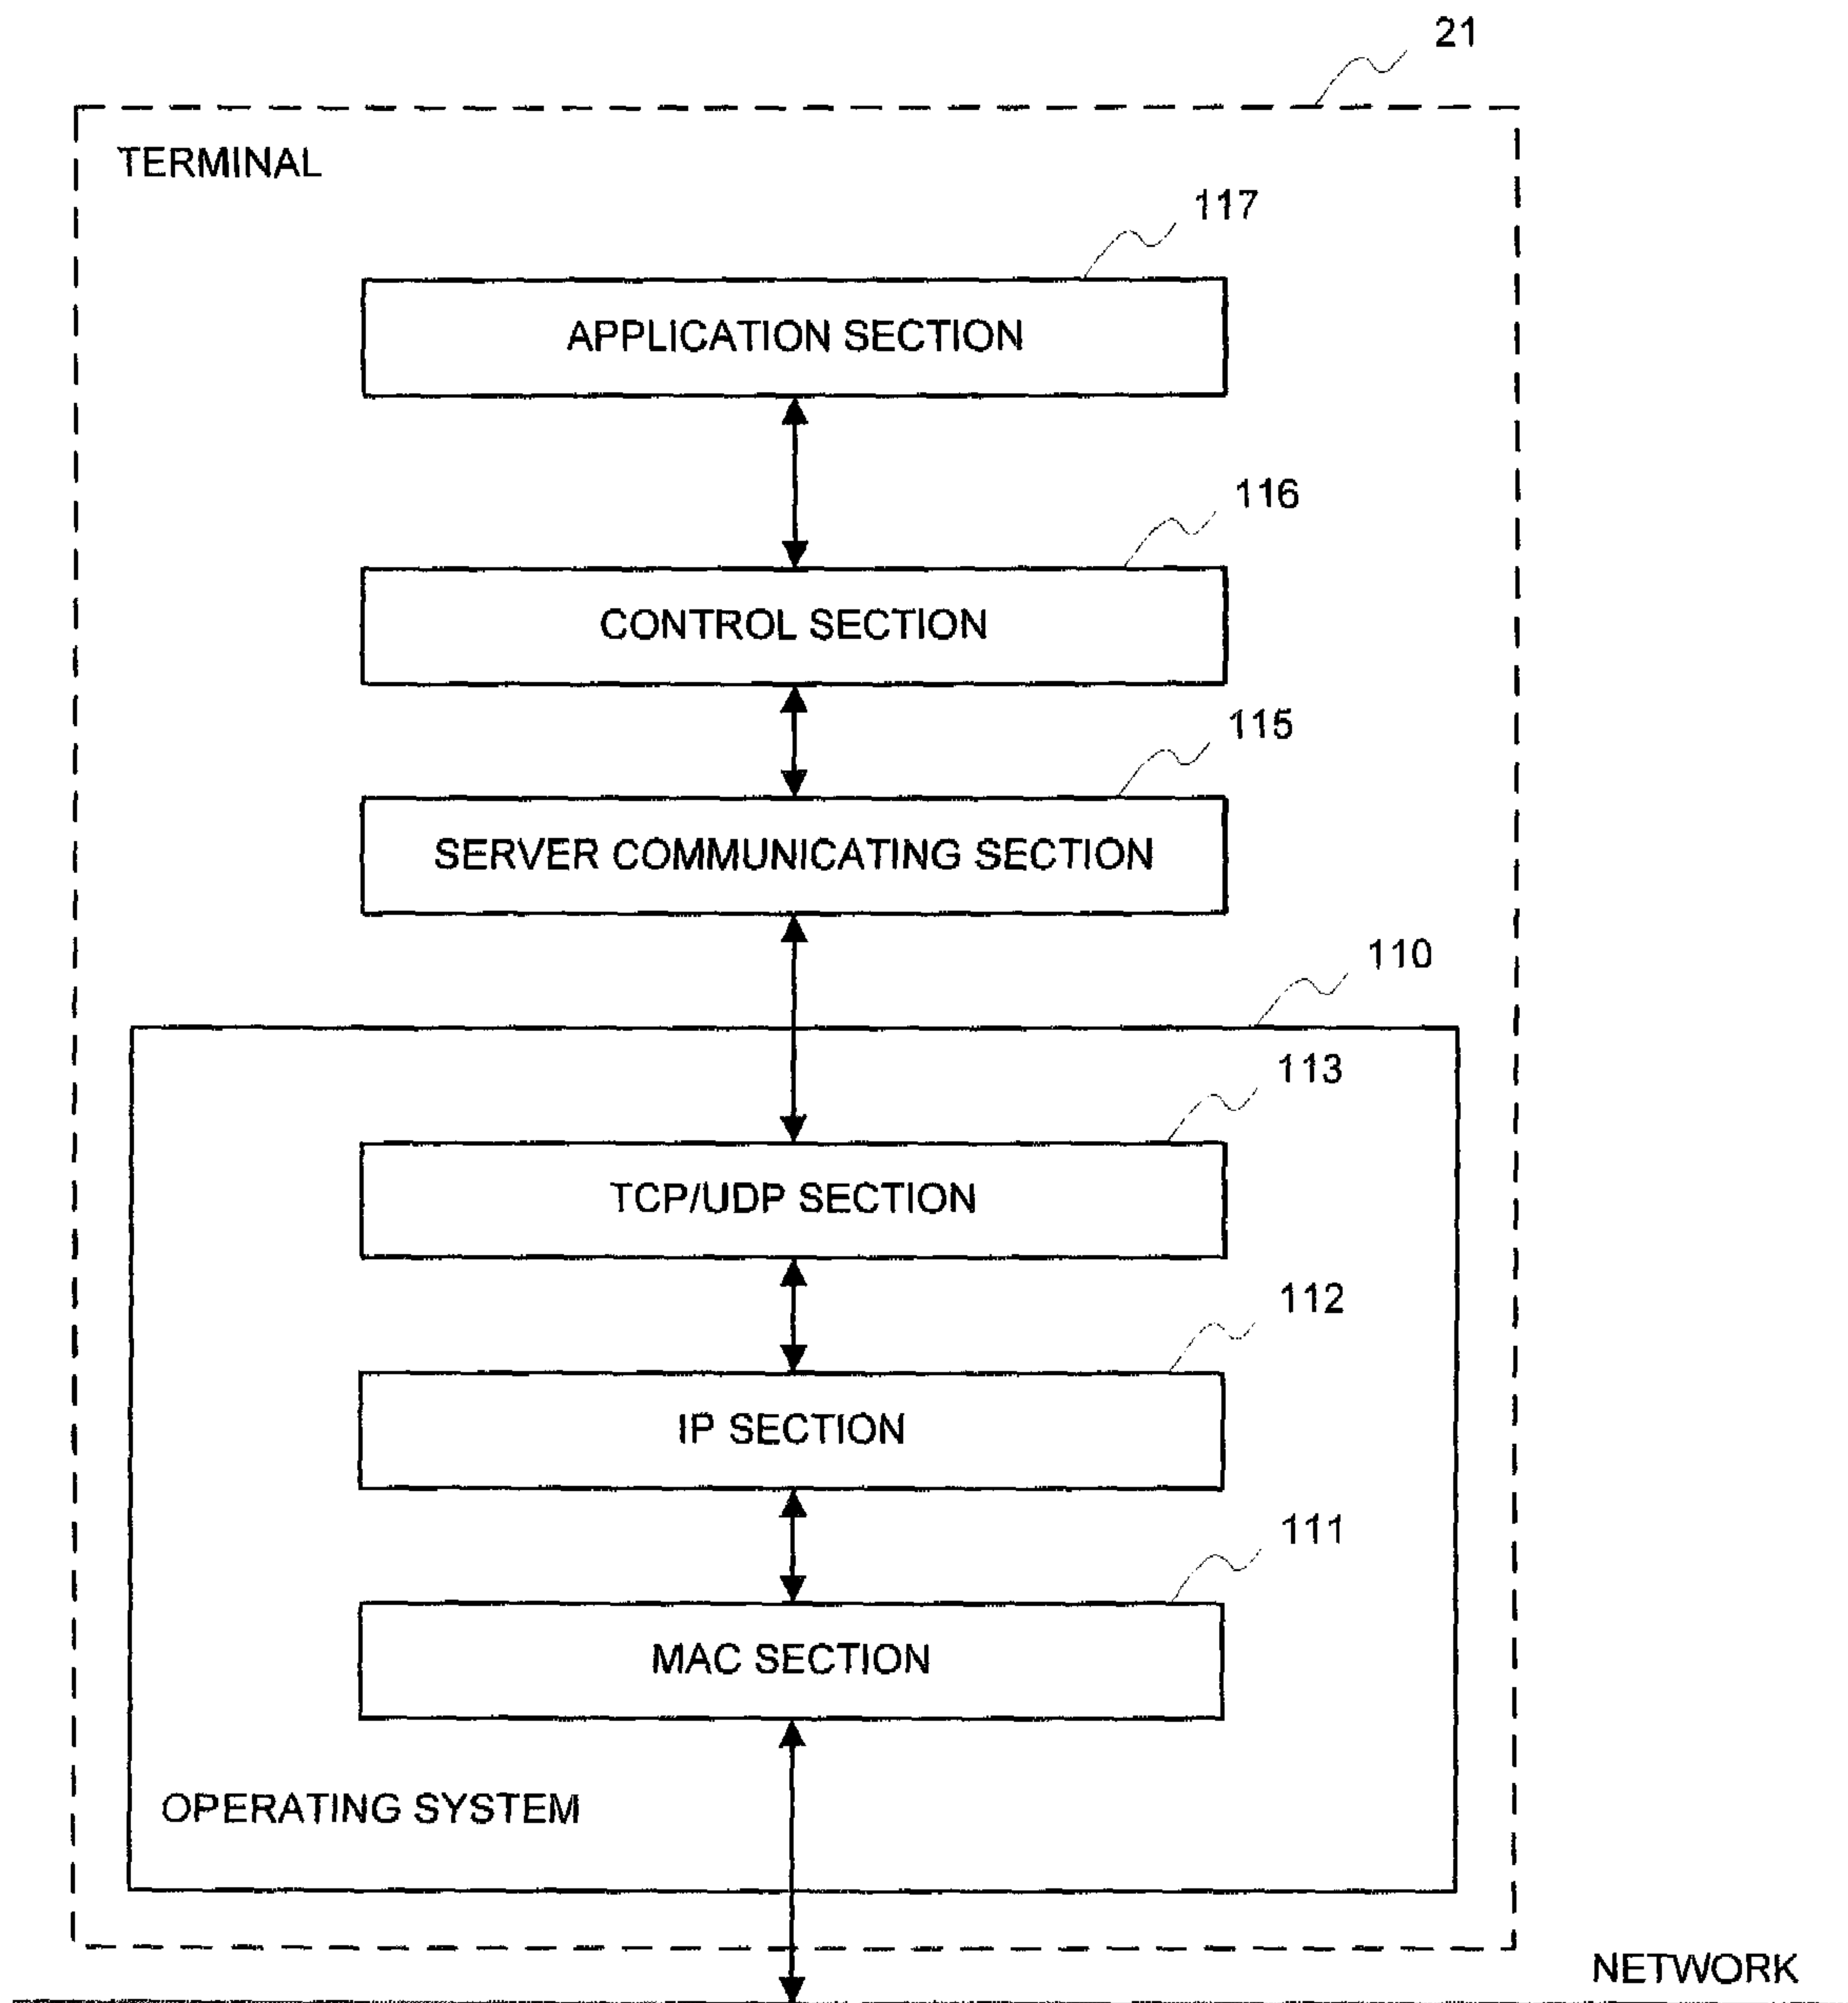 21
TERMINAL
117
APPLICATION SECTION
116
CONTROL SECTION
115
SERVER COMMUNICATING SECTION
110
113
TCP/UDP SECTION
112
IP SECTION
111
MAC SECTION
OPERATING SYSTEM
NETWORK